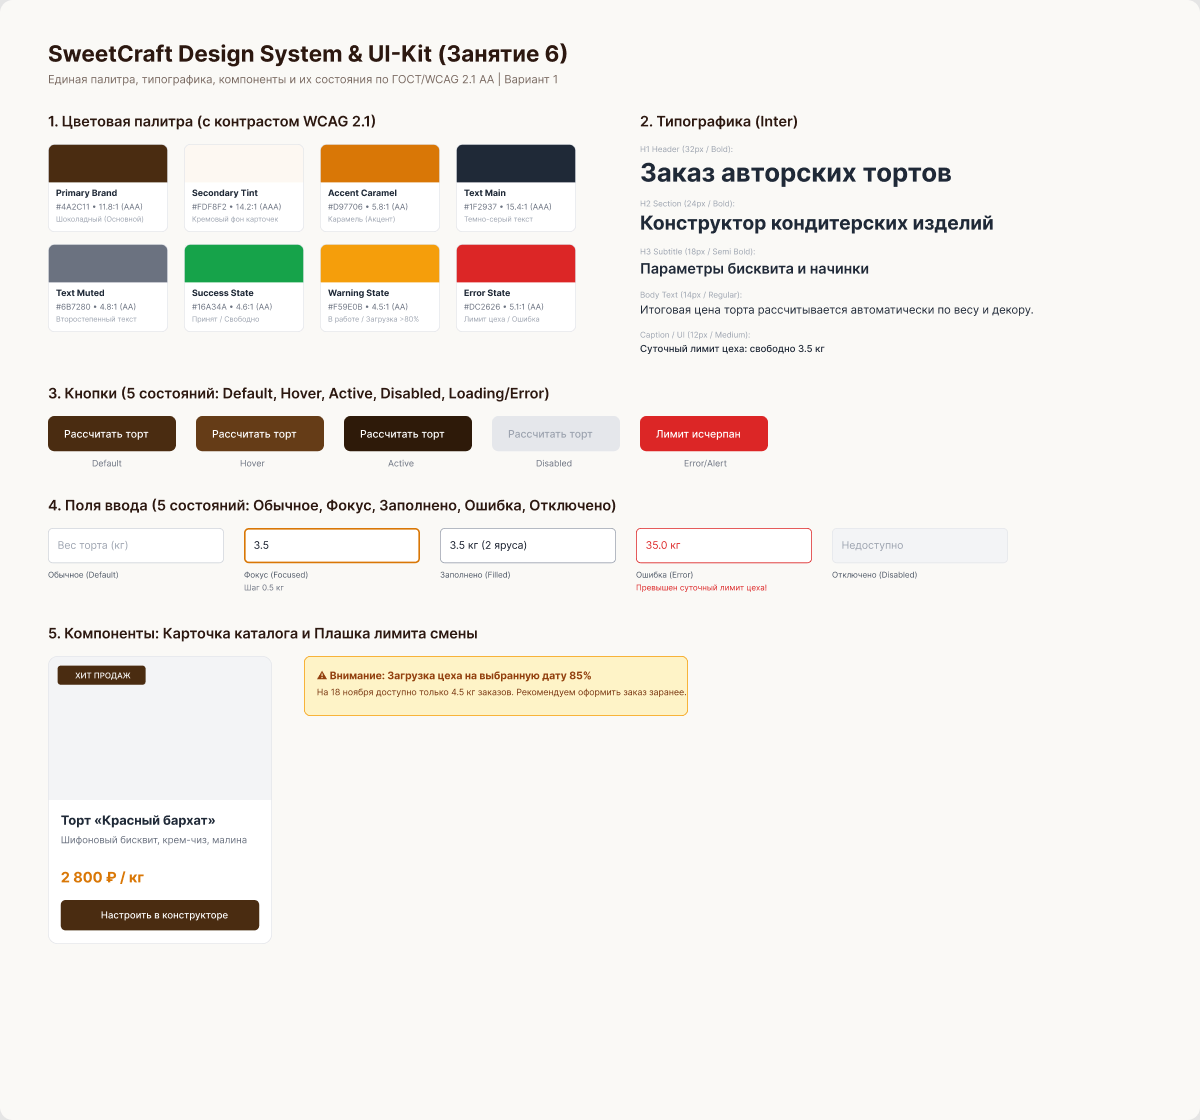 SweetCraft Design System & UI-Kit (Занятие 6)
Единая палитра, типографика, компоненты и их состояния по ГОСТ/WCAG 2.1 AA | Вариант 1
1. Цветовая палитра (с контрастом WCAG 2.1)
Primary Brand
#4A2C11 • 11.8:1 (AAA)
Шоколадный (Основной)
Secondary Tint
#FDF8F2 • 14.2:1 (AAA)
Кремовый фон карточек
Accent Caramel
#D97706 • 5.8:1 (AA)
Карамель (Акцент)
Text Main
#1F2937 • 15.4:1 (AAA)
Темно-серый текст
Text Muted
#6B7280 • 4.8:1 (AA)
Второстепенный текст
Success State
#16A34A • 4.6:1 (AA)
Принят / Свободно
Warning State
#F59E0B • 4.5:1 (AA)
В работе / Загрузка >80%
Error State
#DC2626 • 5.1:1 (AA)
Лимит цеха / Ошибка
2. Типографика (Inter)
H1 Header (32px / Bold):
Заказ авторских тортов
H2 Section (24px / Bold):
Конструктор кондитерских изделий
H3 Subtitle (18px / Semi Bold):
Параметры бисквита и начинки
Body Text (14px / Regular):
Итоговая цена торта рассчитывается автоматически по весу и декору.
Caption / UI (12px / Medium):
Суточный лимит цеха: свободно 3.5 кг
3. Кнопки (5 состояний: Default, Hover, Active, Disabled, Loading/Error)
Рассчитать торт
Default
Рассчитать торт
Hover
Рассчитать торт
Active
Рассчитать торт
Disabled
Лимит исчерпан
Error/Alert
4. Поля ввода (5 состояний: Обычное, Фокус, Заполнено, Ошибка, Отключено)
Вес торта (кг)
Обычное (Default)
3.5
Фокус (Focused)
Шаг 0.5 кг
3.5 кг (2 яруса)
Заполнено (Filled)
35.0 кг
Ошибка (Error)
Превышен суточный лимит цеха!
Недоступно
Отключено (Disabled)
5. Компоненты: Карточка каталога и Плашка лимита смены
ХИТ ПРОДАЖ
Торт «Красный бархат»
Шифоновый бисквит, крем-чиз, малина
2 800 ₽ / кг
Настроить в конструкторе
⚠ Внимание: Загрузка цеха на выбранную дату 85%
На 18 ноября доступно только 4.5 кг заказов. Рекомендуем оформить заказ заранее.